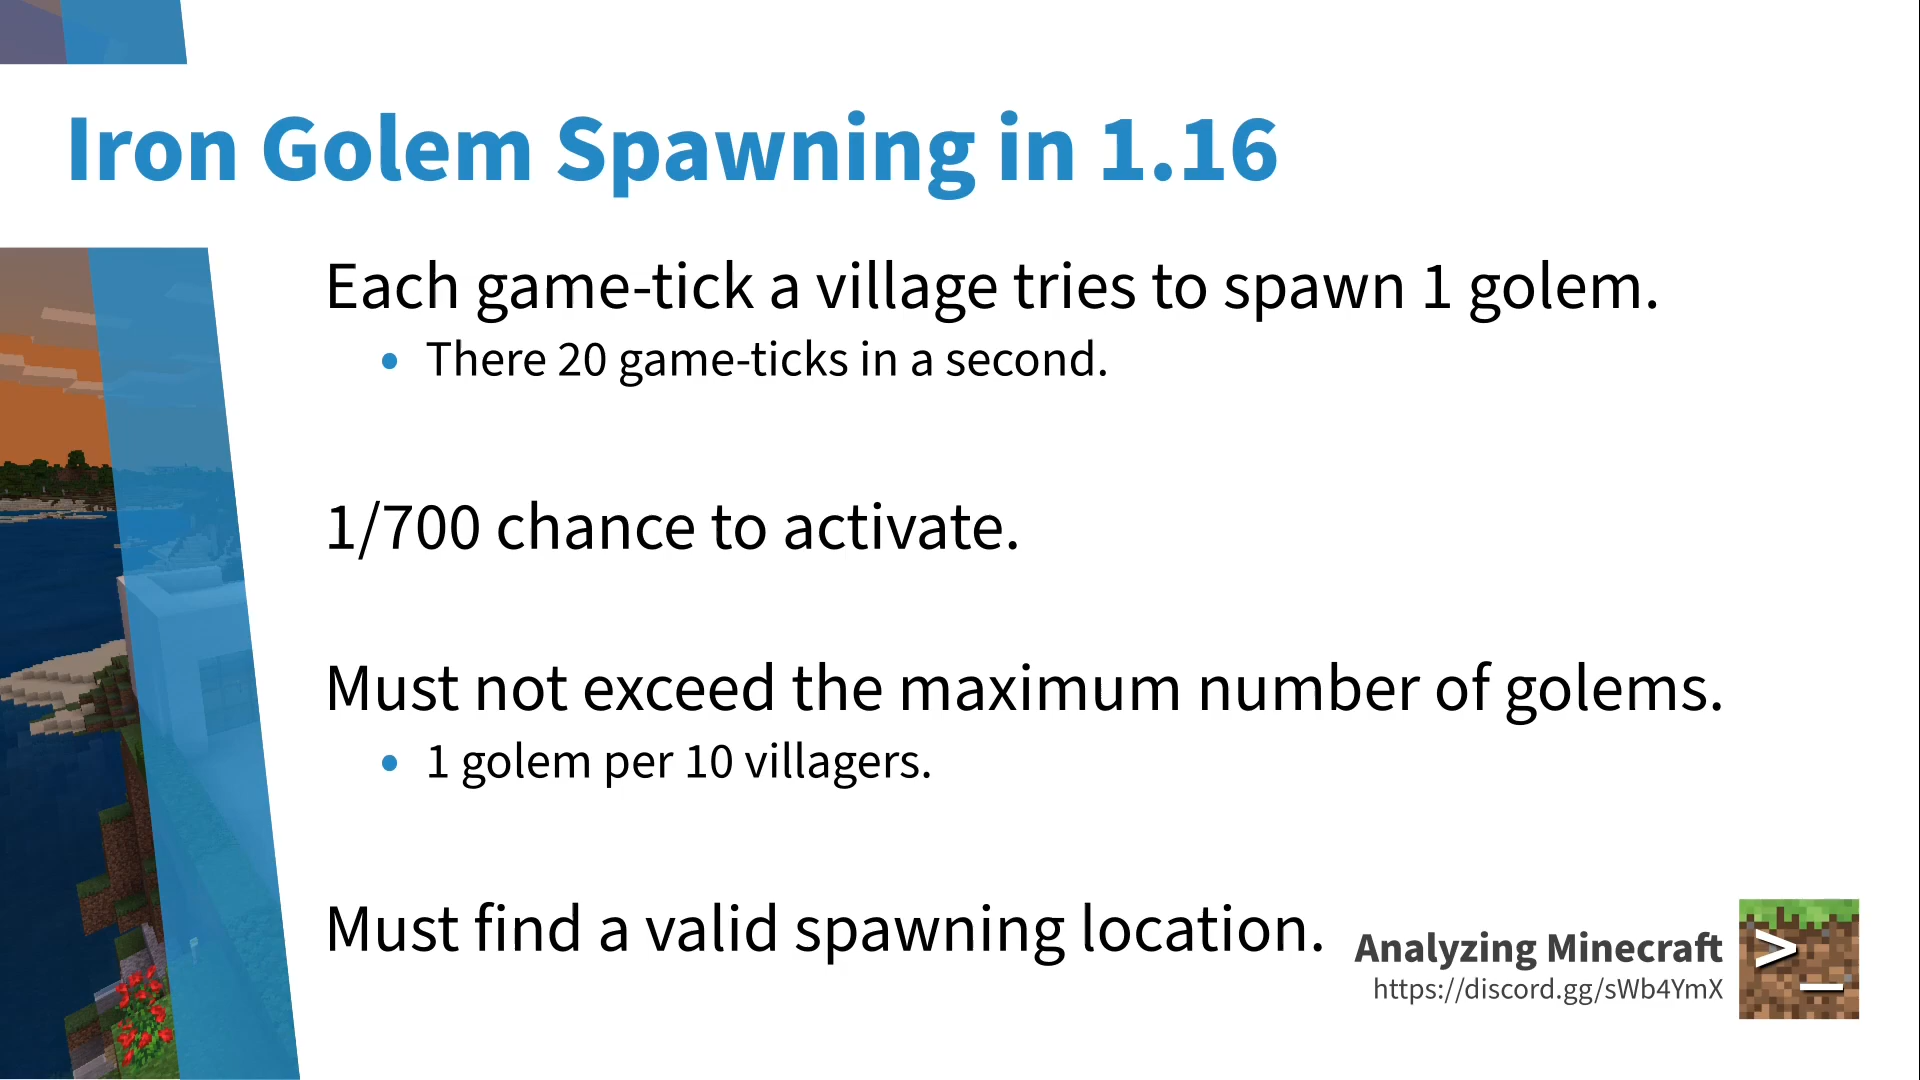 Iron Golem Spawning in 1.16
Each game-tick a village tries to spawn 1 golem.
• There 20 game-ticks in a second.
1/700 chance to activate.
Must not exceed the maximum number of golems.
• 1 golem per 10 villagers.
Must find a valid spawning location.
Analyzing Minecraft
https://discord.gg/sWb4YmX
>_